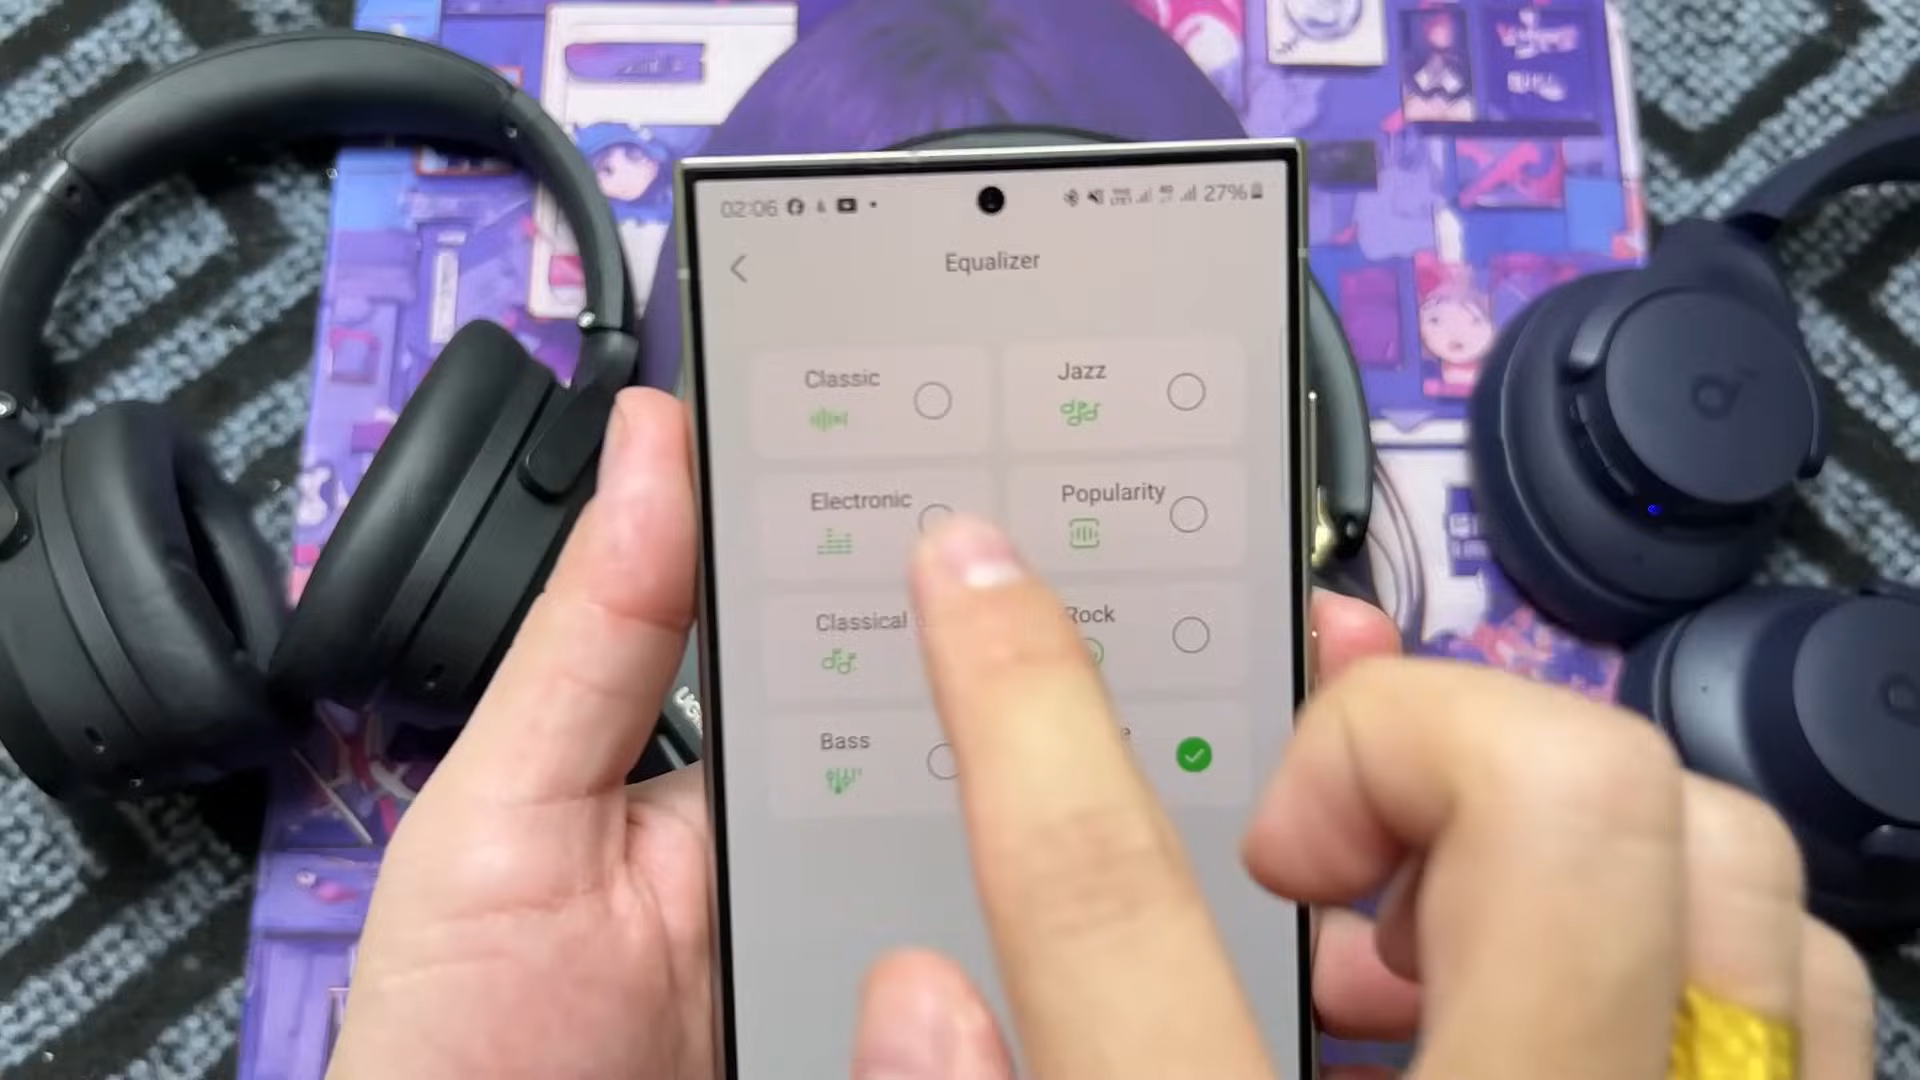 02:06
27%
Equalizer
Classic
Jazz
Electronic
Popularity
Classical
Rock
Bass